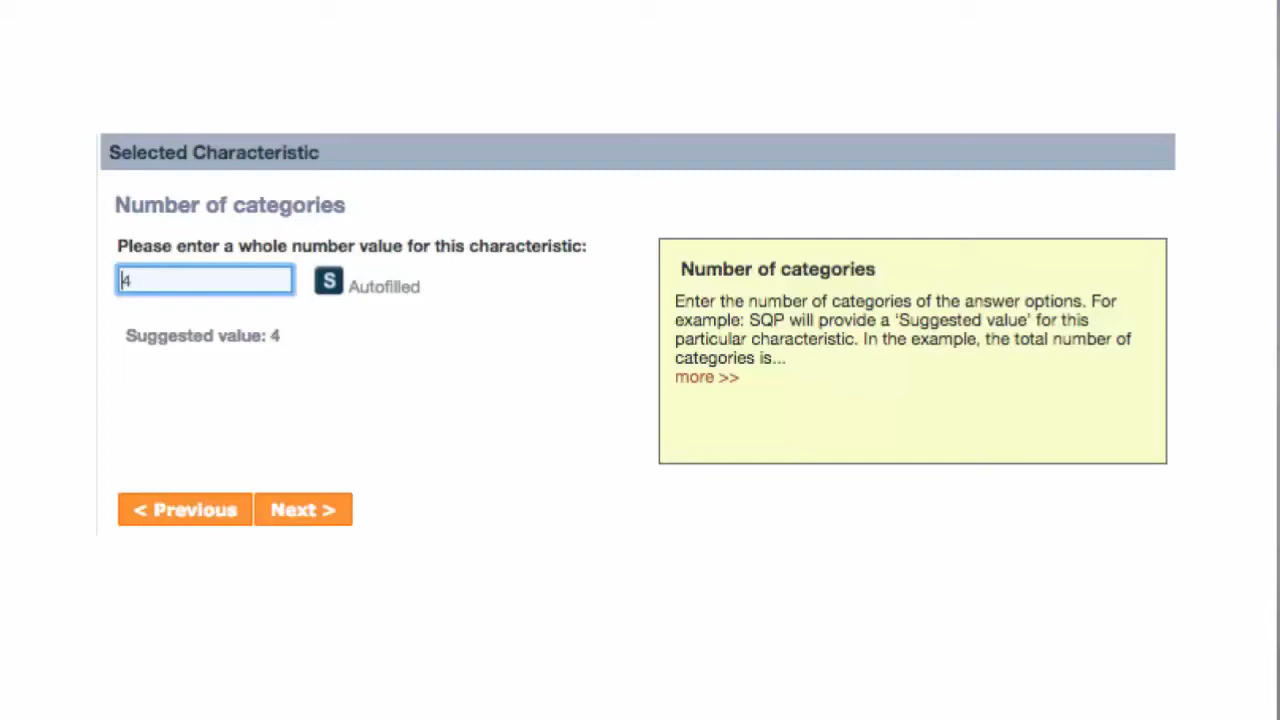 Selected Characteristic
Number of categories
Please enter a whole number value for this characteristic:
4
S Autofilled
Suggested value: 4
Number of categories
Enter the number of categories of the answer options. For
example: SQP will provide a ‘Suggested value’ for this
particular characteristic. In the example, the total number of
categories is...
more >>
< Previous
Next >